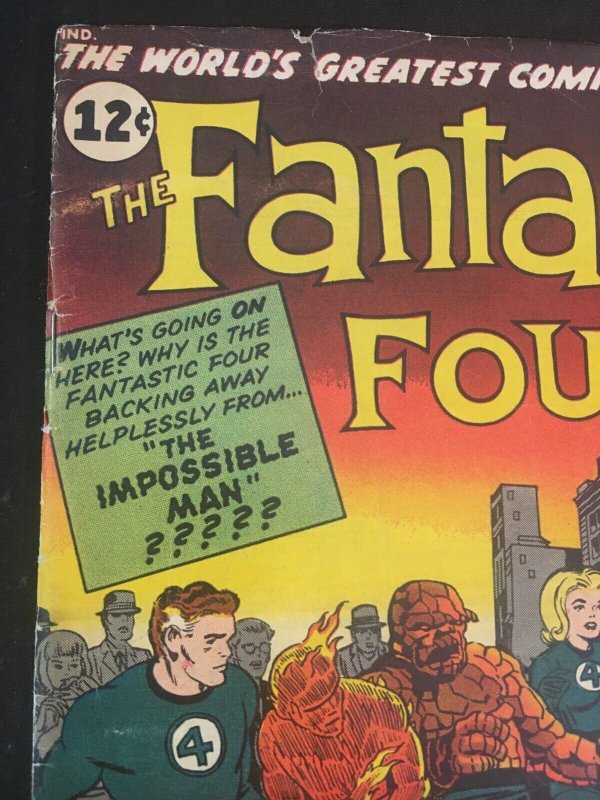 IND.
THE WORLD'S GREATEST COMI
12¢
THE Fanta
FOU
WHAT'S GOING ON
HERE? WHY IS THE
FANTASTIC FOUR
BACKING AWAY
HELPLESSLY FROM...
"THE
IMPOSSIBLE
MAN"
?????
4
4